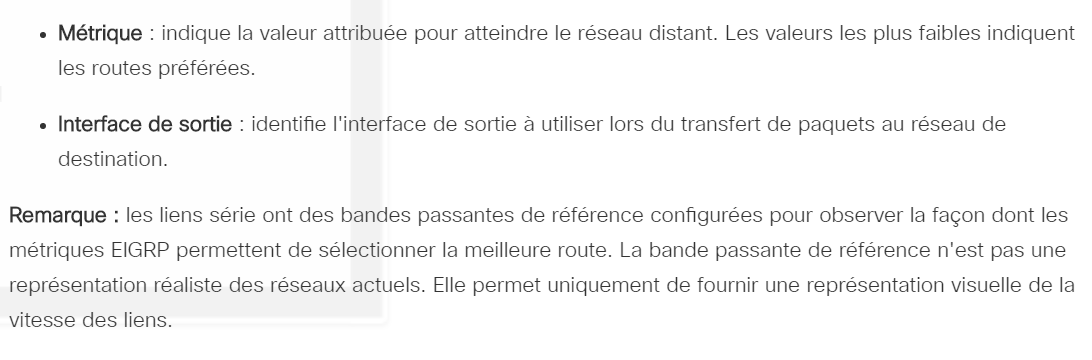 • Métrique : indique la valeur attribuée pour atteindre le réseau distant. Les valeurs les plus faibles indiquent
les routes préférées.
• Interface de sortie : identifie l'interface de sortie à utiliser lors du transfert de paquets au réseau de
destination.
Remarque : les liens série ont des bandes passantes de référence configurées pour observer la façon dont les
métriques EIGRP permettent de sélectionner la meilleure route. La bande passante de référence n'est pas une
représentation réaliste des réseaux actuels. Elle permet uniquement de fournir une représentation visuelle de la
vitesse des liens.